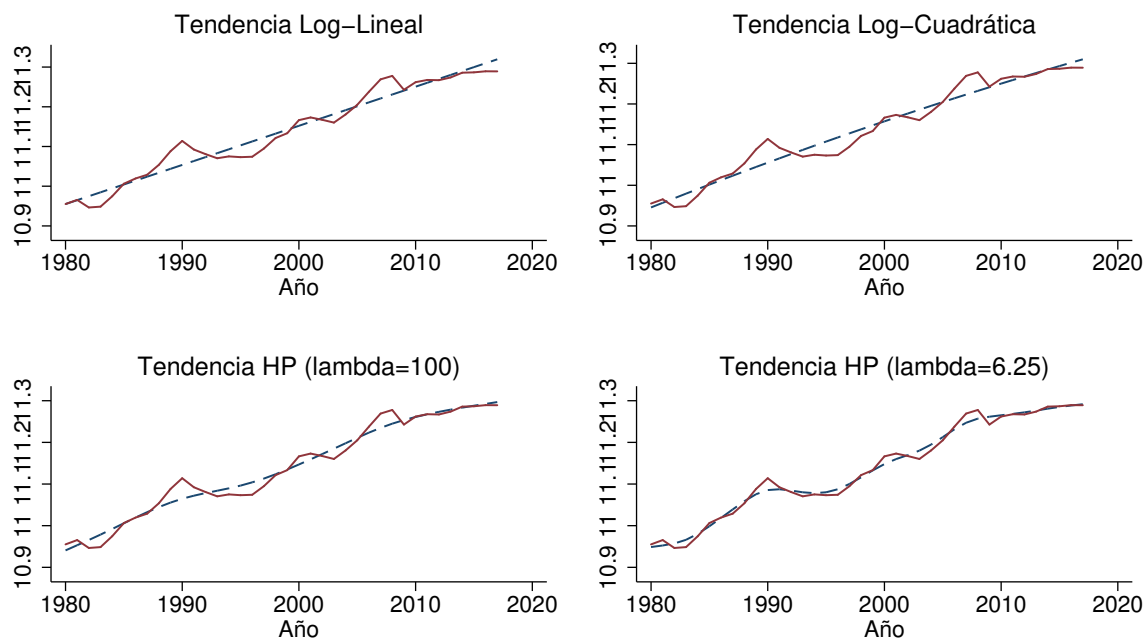 Tendencia Log−Lineal
11.3
11.2
11.1
11
10.9
1980 1990 2000 2010 2020
Año
Tendencia Log−Cuadrática
11.3
11.2
11.1
11
10.9
1980 1990 2000 2010 2020
Año
Tendencia HP (lambda=100)
11.3
11.2
11.1
11
10.9
1980 1990 2000 2010 2020
Año
Tendencia HP (lambda=6.25)
11.3
11.2
11.1
11
10.9
1980 1990 2000 2010 2020
Año